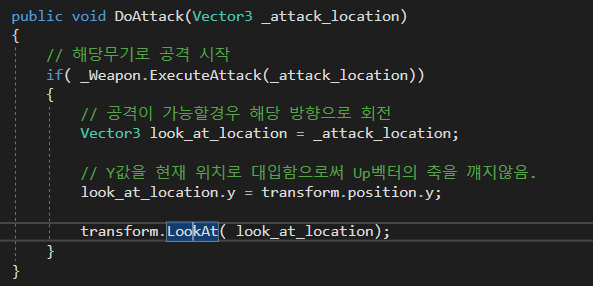 public void DoAttack(Vector3 _attack_location)
{
// 해당무기로 공격 시작
if( _Weapon.ExecuteAttack(_attack_location))
{
// 공격이 가능할경우 해당 방향으로 회전
Vector3 look_at_location = _attack_location;
// Y값을 현재 위치로 대입함으로써 Up벡터의 축을 꺠지않음.
look_at_location.y = transform.position.y;
transform.LookAt( look_at_location);
}
}